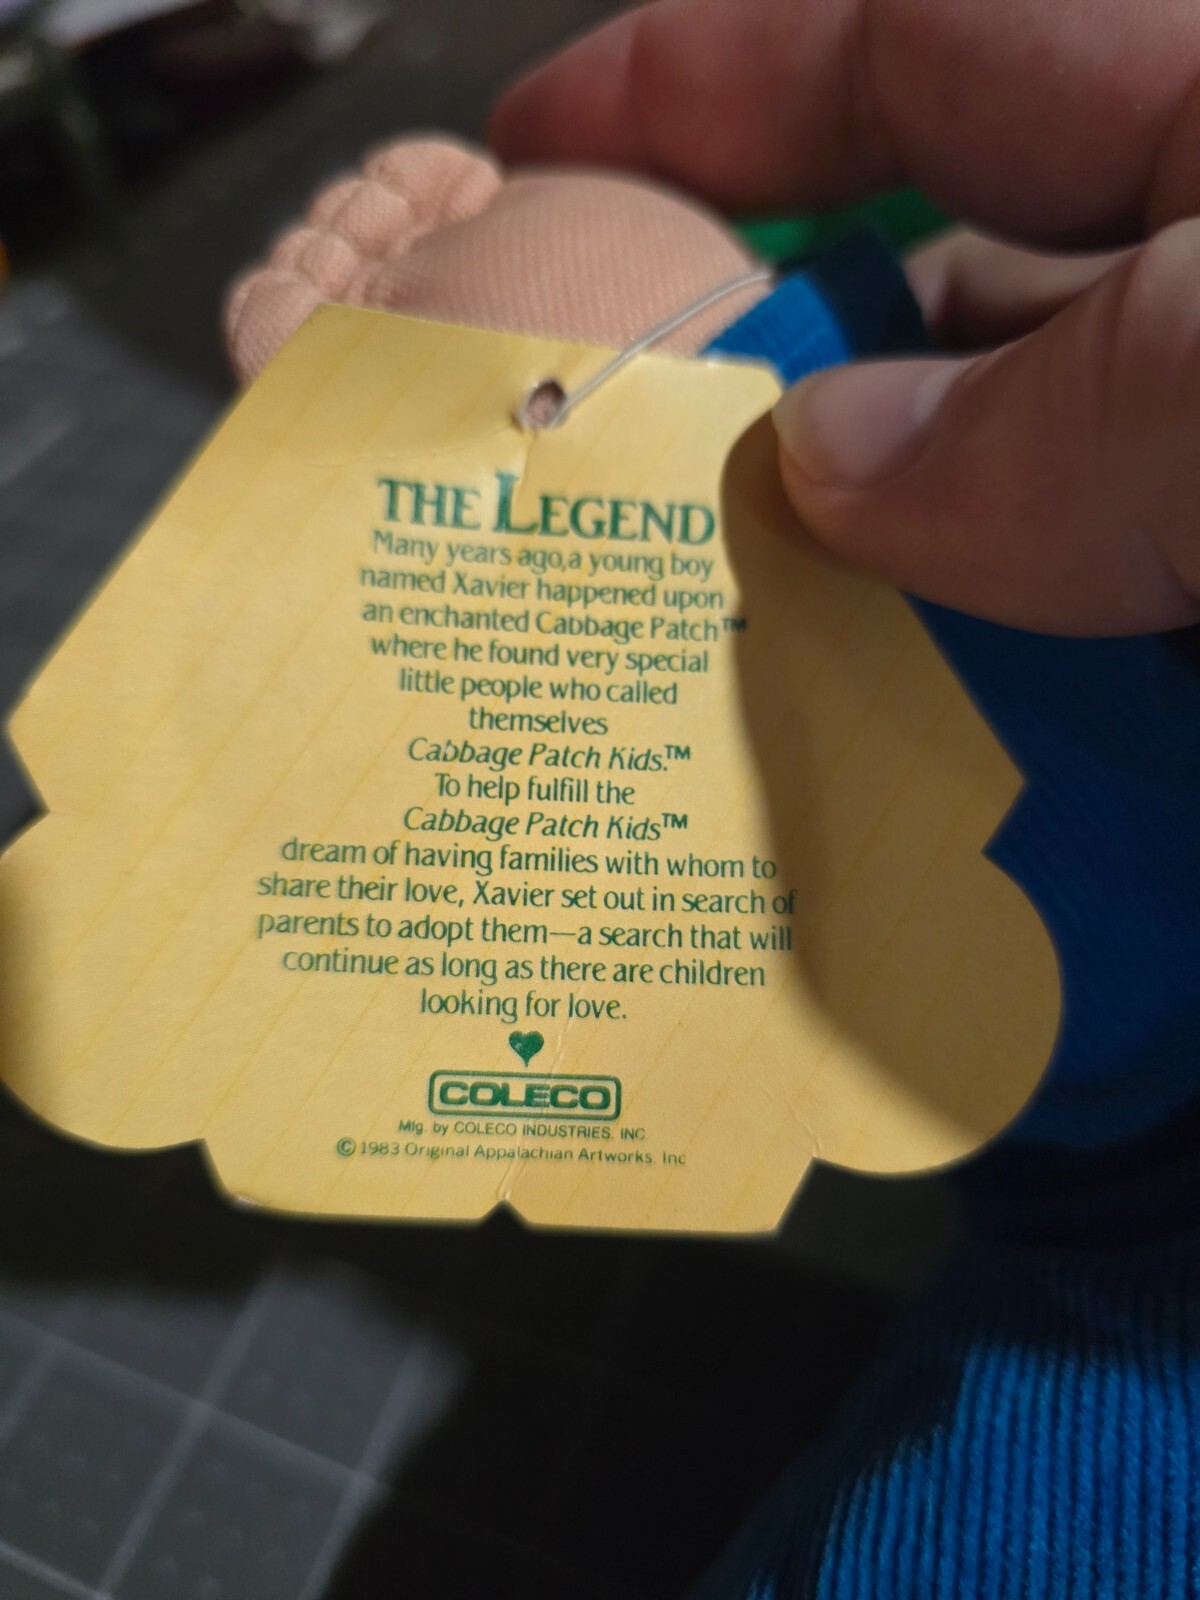 THE LEGEND
Many years ago, a young boy
named Xavier happened upon
an enchanted Cabbage Patch™
where he found very special
little people who called
themselves
Cabbage Patch Kids.™
To help fulfill the
Cabbage Patch Kids™
dream of having families with whom to
share their love, Xavier set out in search of
parents to adopt them—a search that will
continue as long as there are children
looking for love.
COLECO
Mfg. by COLECO INDUSTRIES, INC.
© 1983 Original Appalachian Artworks, Inc